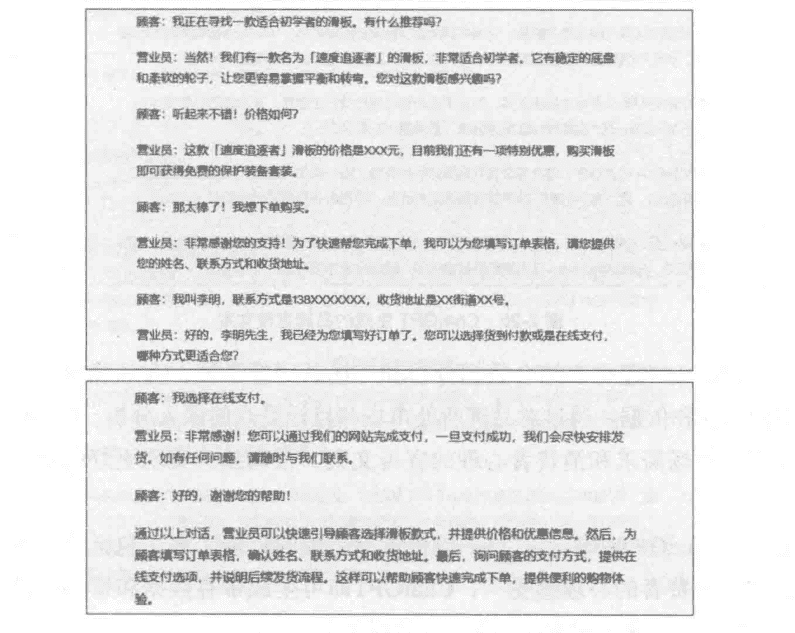 顾客：我正在寻找一款适合初学者的滑板。有什么推荐吗？
营业员：当然！我们有一款名为「速度追逐者」的滑板，非常适合初学者。它有稳定的底盘
和柔软的轮子，让您更容易掌握平衡和转弯。您对这款滑板感兴趣吗？
顾客：听起来不错！价格如何？
营业员：这款「速度追逐者」滑板的价格是XXX元，目前我们还有一项特别优惠，购买滑板
即可获得免费的保护装备套装。
顾客：那太棒了！我想下单购买。
营业员：非常感谢您的支持！为了快速帮您完成下单，我可以为您填写订单表格，请您提供
您的姓名、联系方式和收货地址。
顾客：我叫李明，联系方式是138XXXXXXX，收货地址是XX街道XX号。
营业员：好的，李明先生，我已经为您填写好订单了。您可以选择货到付款或是在线支付，
哪种方式更适合您？
顾客：我选择在线支付。
营业员：非常感谢！您可以通过我们的网站完成支付，一旦支付成功，我们会尽快安排发
货。如有任何问题，请随时与我们联系。
顾客：好的，谢谢您的帮助！
通过以上对话，营业员可以快速引导顾客选择滑板款式，并提供价格和优惠信息。然后，为
顾客填写订单表格，确认姓名、联系方式和收货地址。最后，询问顾客的支付方式，提供在
线支付选项，并说明后续发货流程。这样可以帮助顾客快速完成下单，提供便利的购物体
验。